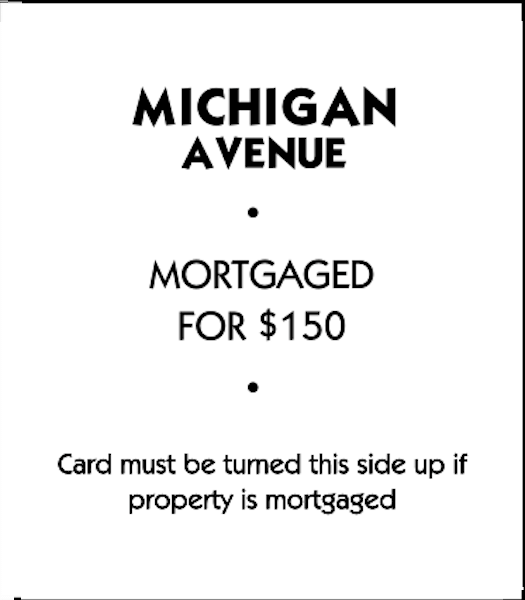 MICHIGAN
AVENUE
•
MORTGAGED
FOR $150
•
Card must be turned this side up if
property is mortgaged